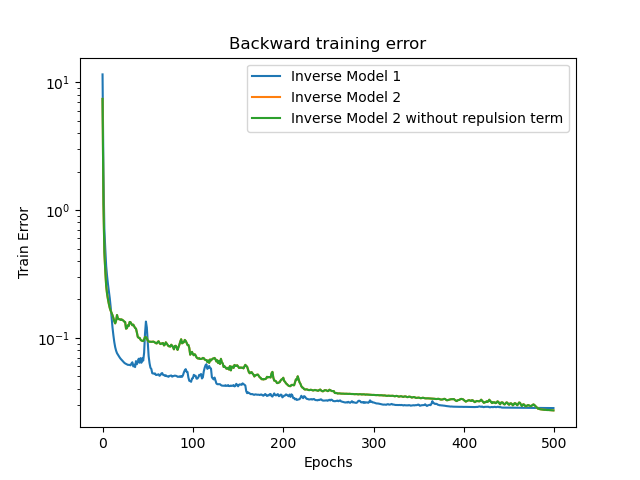 Backward training error
Inverse Model 1
Inverse Model 2
Inverse Model 2 without repulsion term
Train Error
10¹
10⁰
10⁻¹
0 100 200 300 400 500
Epochs